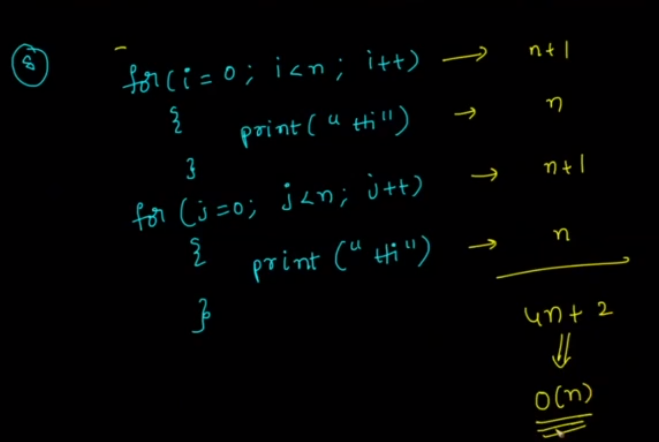 8
for(i=0; i<n; i++) → n+1
{
print("Hi") → n
}
for (j=0; j<n; j++) → n+1
{
print("Hi") → n
}
4n+2
⇓
O(n)